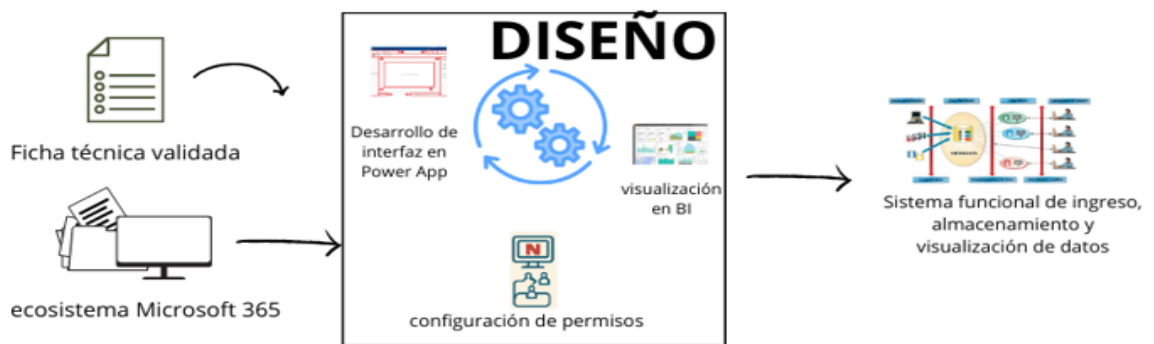 DISEÑO
Ficha técnica validada
ecosistema Microsoft 365
Desarrollo de
interfaz en
Power App
visualización
en BI
N
configuración de permisos
Sistema funcional de ingreso,
almacenamiento y
visualización de datos